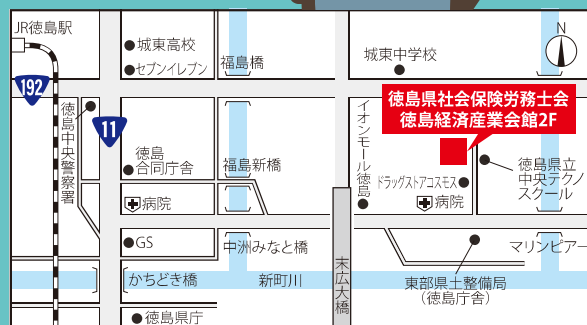 JR徳島駅
192
11
徳島中央警察署
城東高校
セブンイレブン
福島橋
城東中学校
N
徳島県社会保険労務士会
徳島経済産業会館2F
徳島
合同庁舎
福島新橋
イオンモール徳島
ドラッグストアコスモス
徳島県立
中央テクノ
スクール
病院
病院
GS
中洲みなと橋
マリンピア
かちどき橋
新町川
末広大橋
東部県土整備局
(徳島庁舎)
徳島県庁